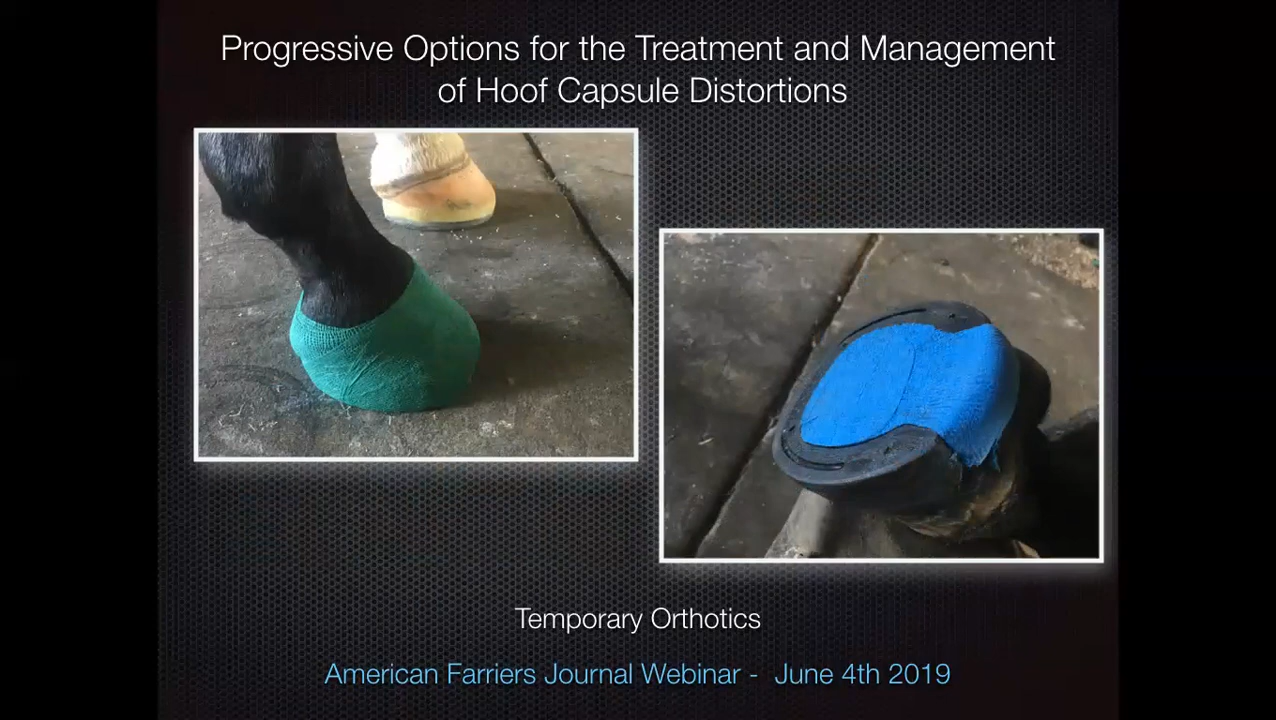 Progressive Options for the Treatment and Management
of Hoof Capsule Distortions
Temporary Orthotics
American Farriers Journal Webinar - June 4th 2019